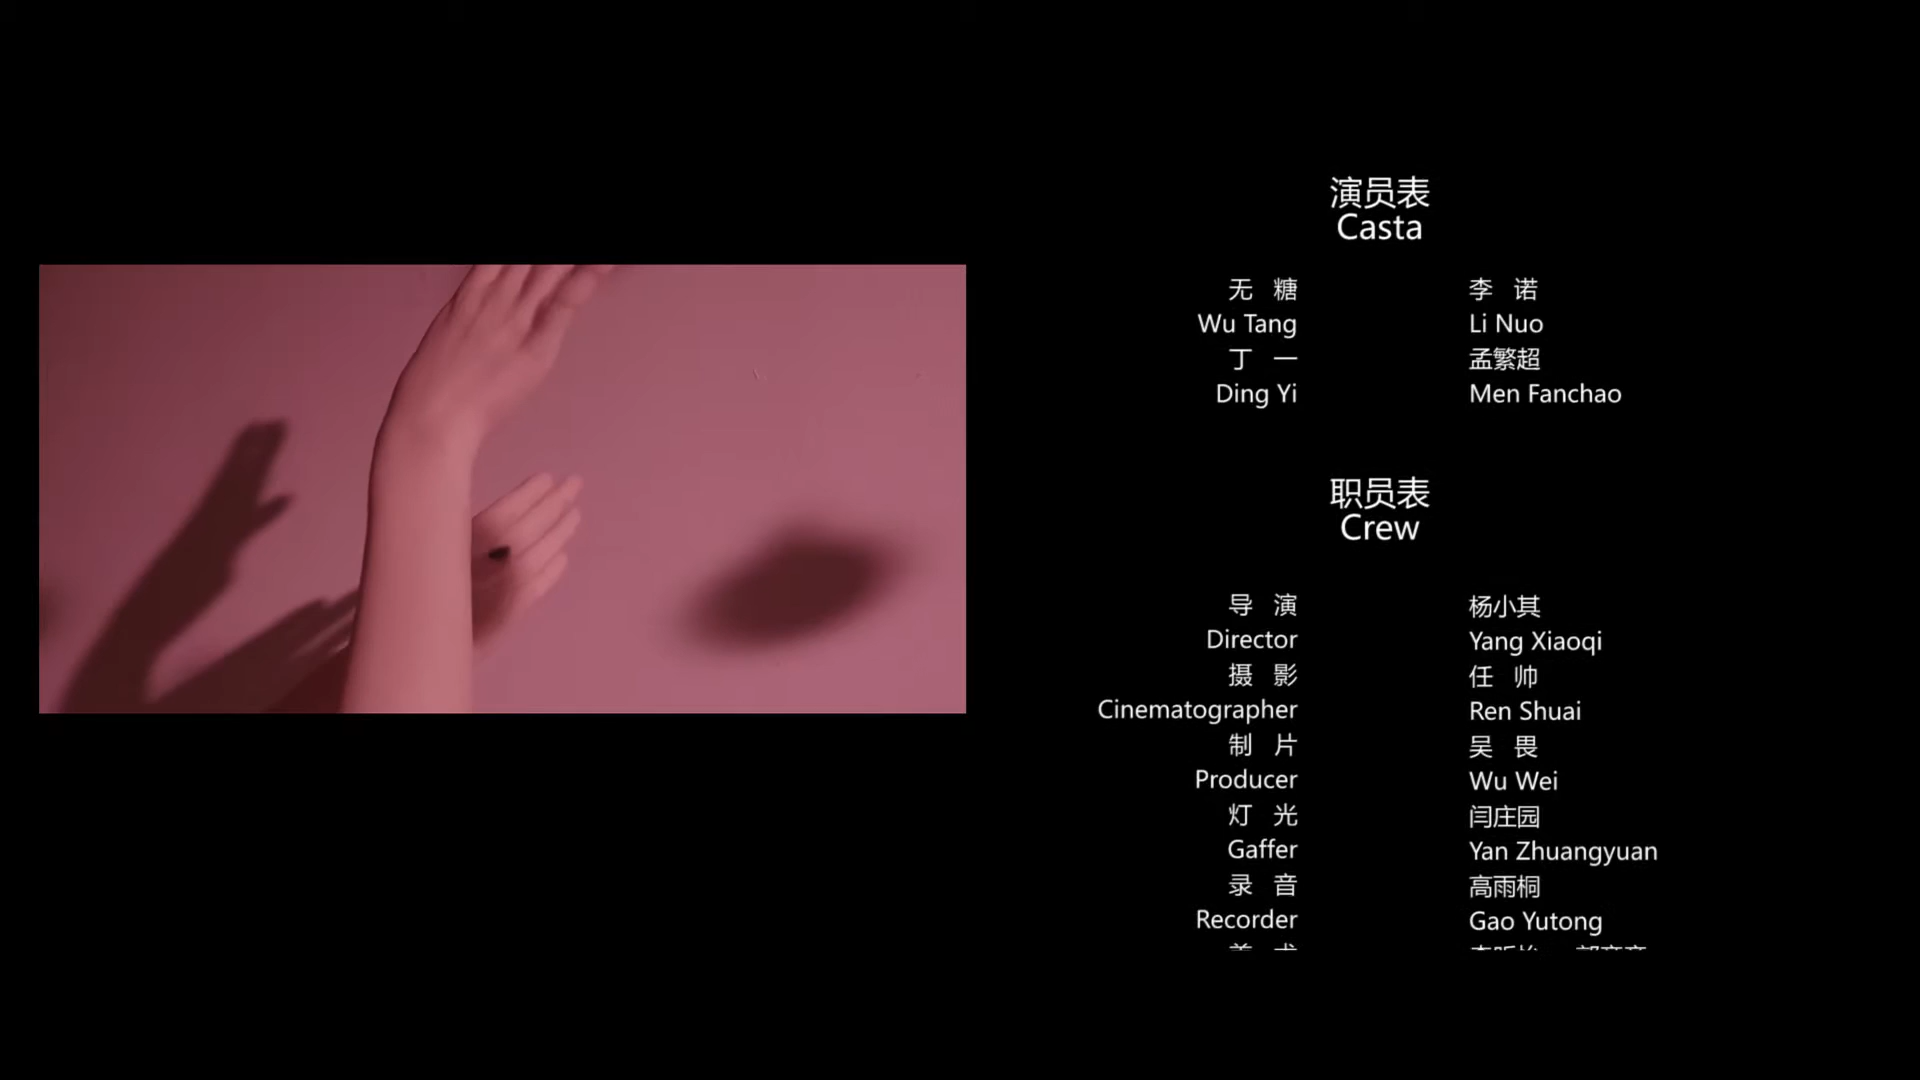 演员表
Casta
无 糖 李 诺
Wu Tang Li Nuo
丁 一 孟繁超
Ding Yi Men Fanchao
职员表
Crew
导 演 杨小其
Director Yang Xiaoqi
摄 影 任 帅
Cinematographer Ren Shuai
制 片 吴 畏
Producer Wu Wei
灯 光 闫庄园
Gaffer Yan Zhuangyuan
录 音 高雨桐
Recorder Gao Yutong